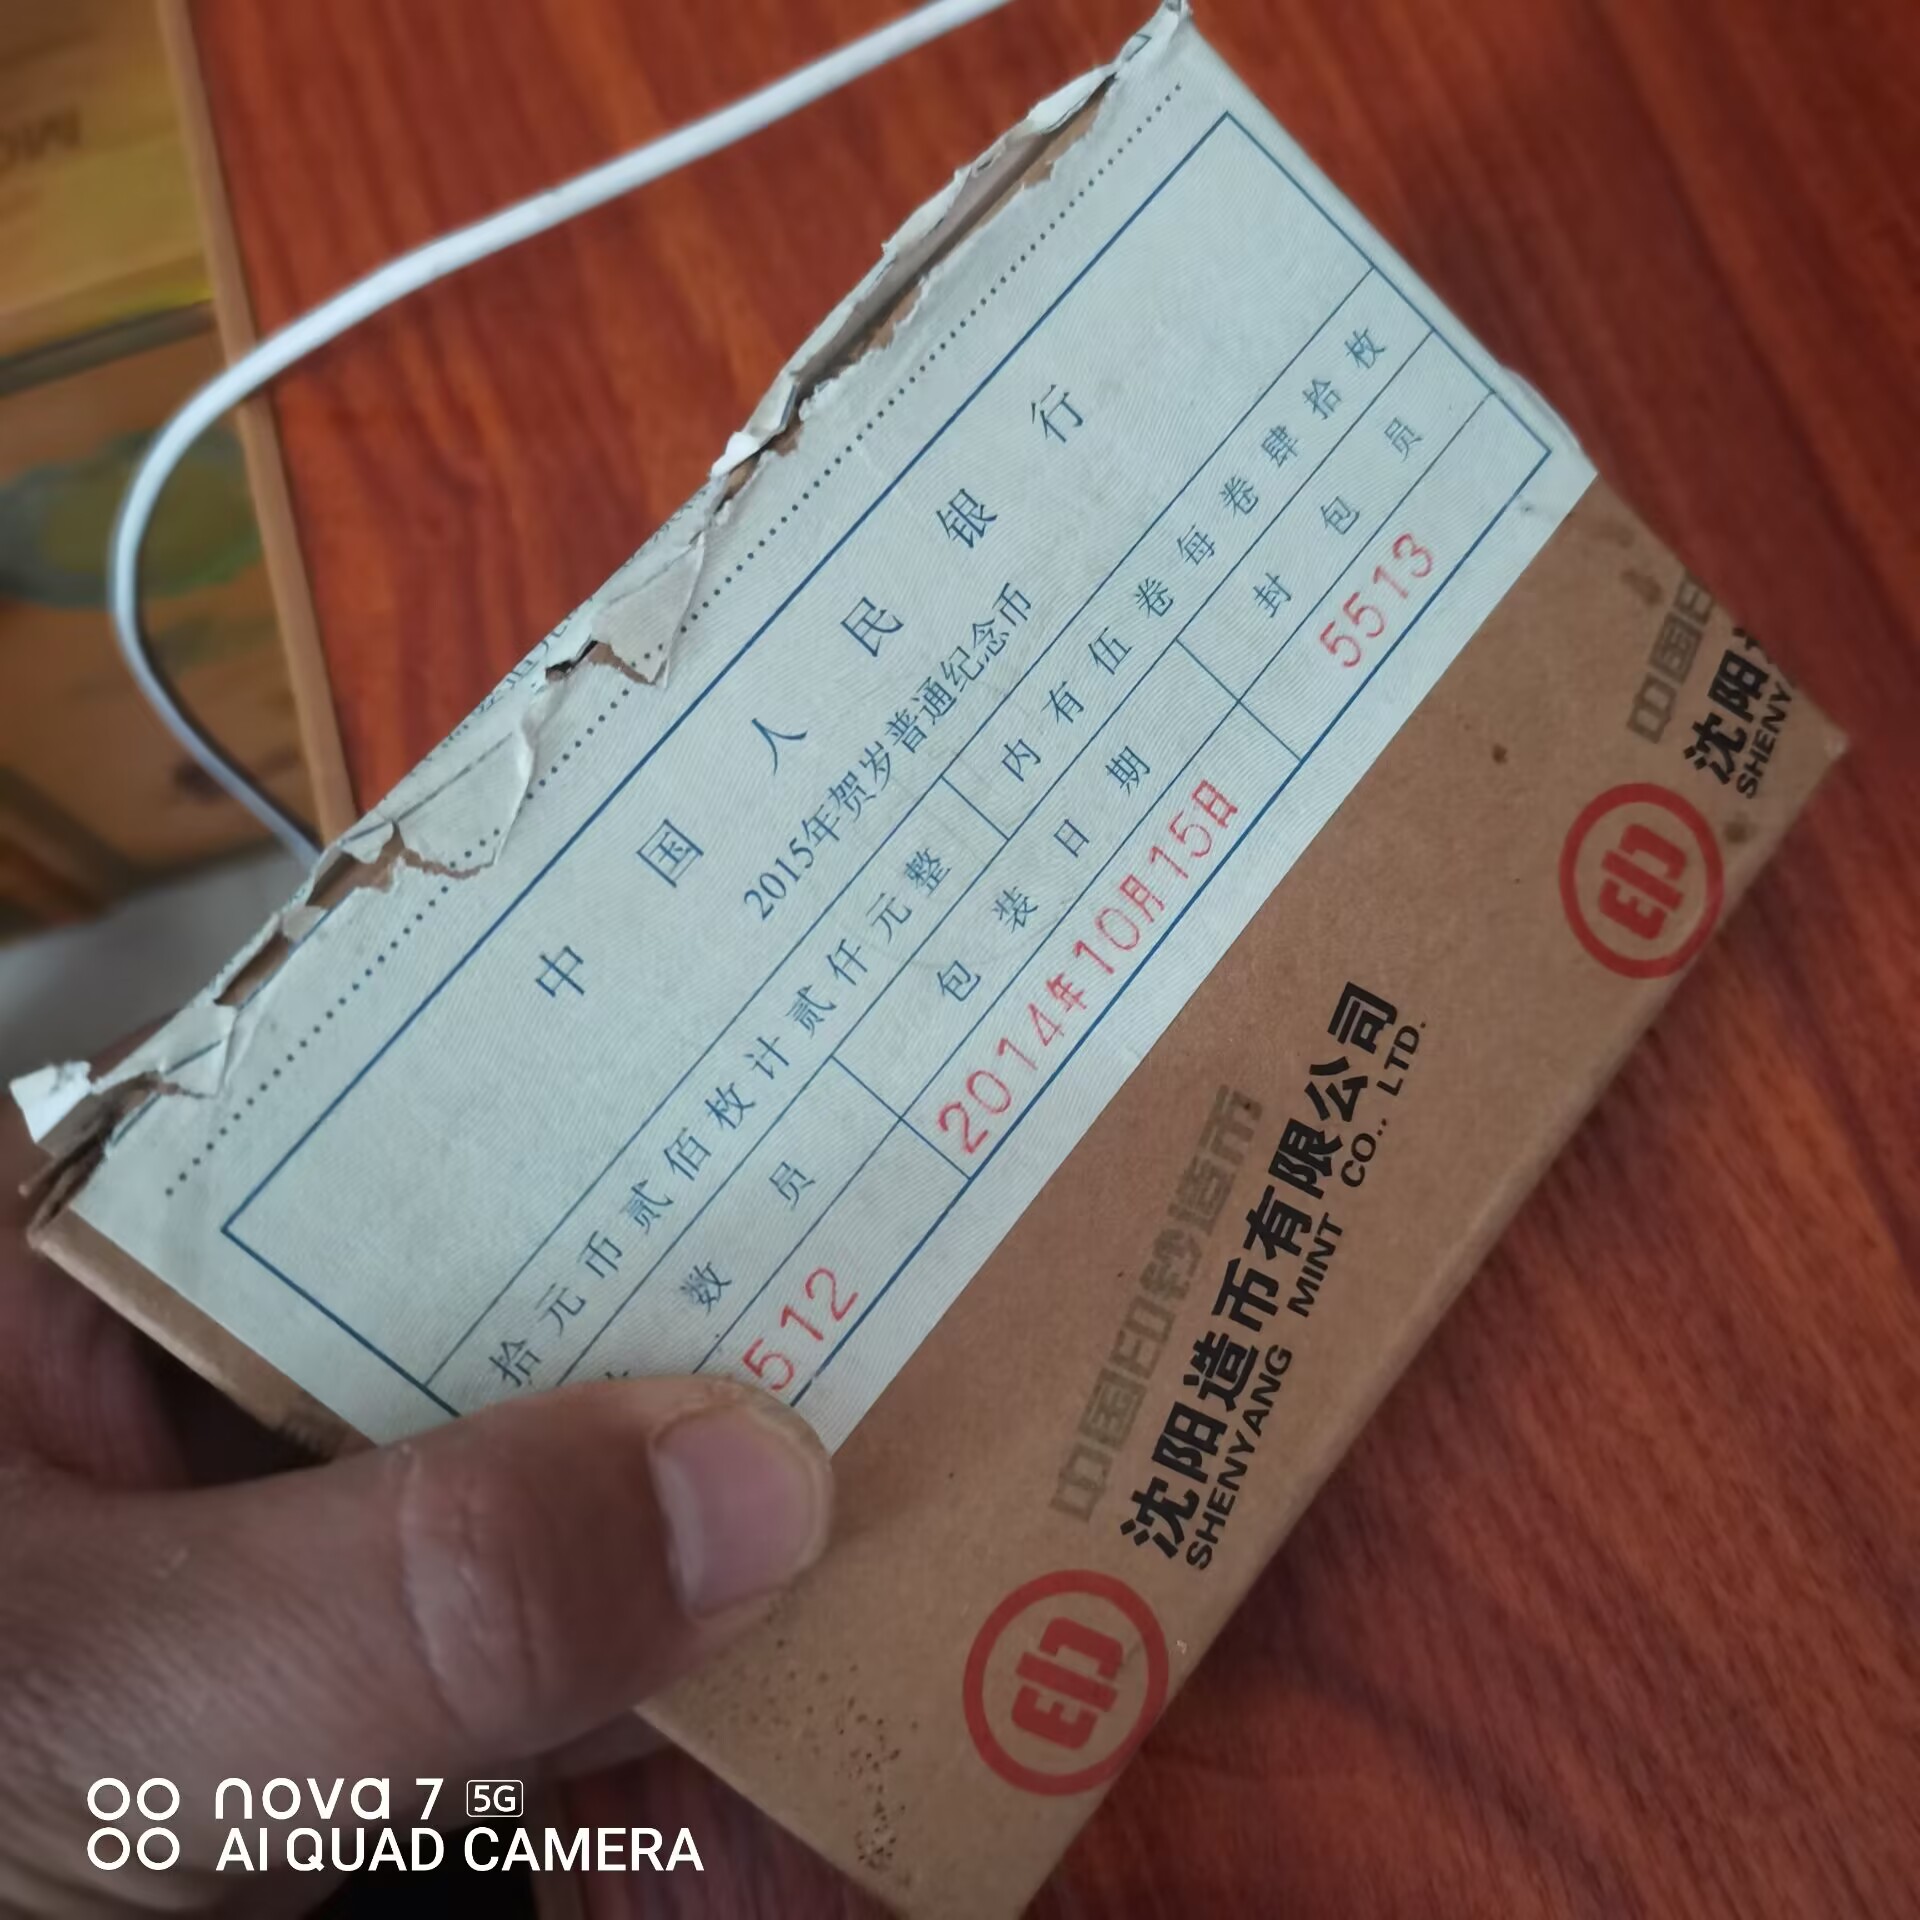 中国人民银行
2015年贺岁普通纪念币
拾元币贰佰枚计贰仟元整 内有伍卷每卷肆拾枚
数员 包装日期 封包员
512 2014年10月15日 5513
中国印钞造币
沈阳造币有限公司
SHENYANG MINT CO., LTD.
中国印
沈阳
SHENY
nova 7 5G
AI QUAD CAMERA